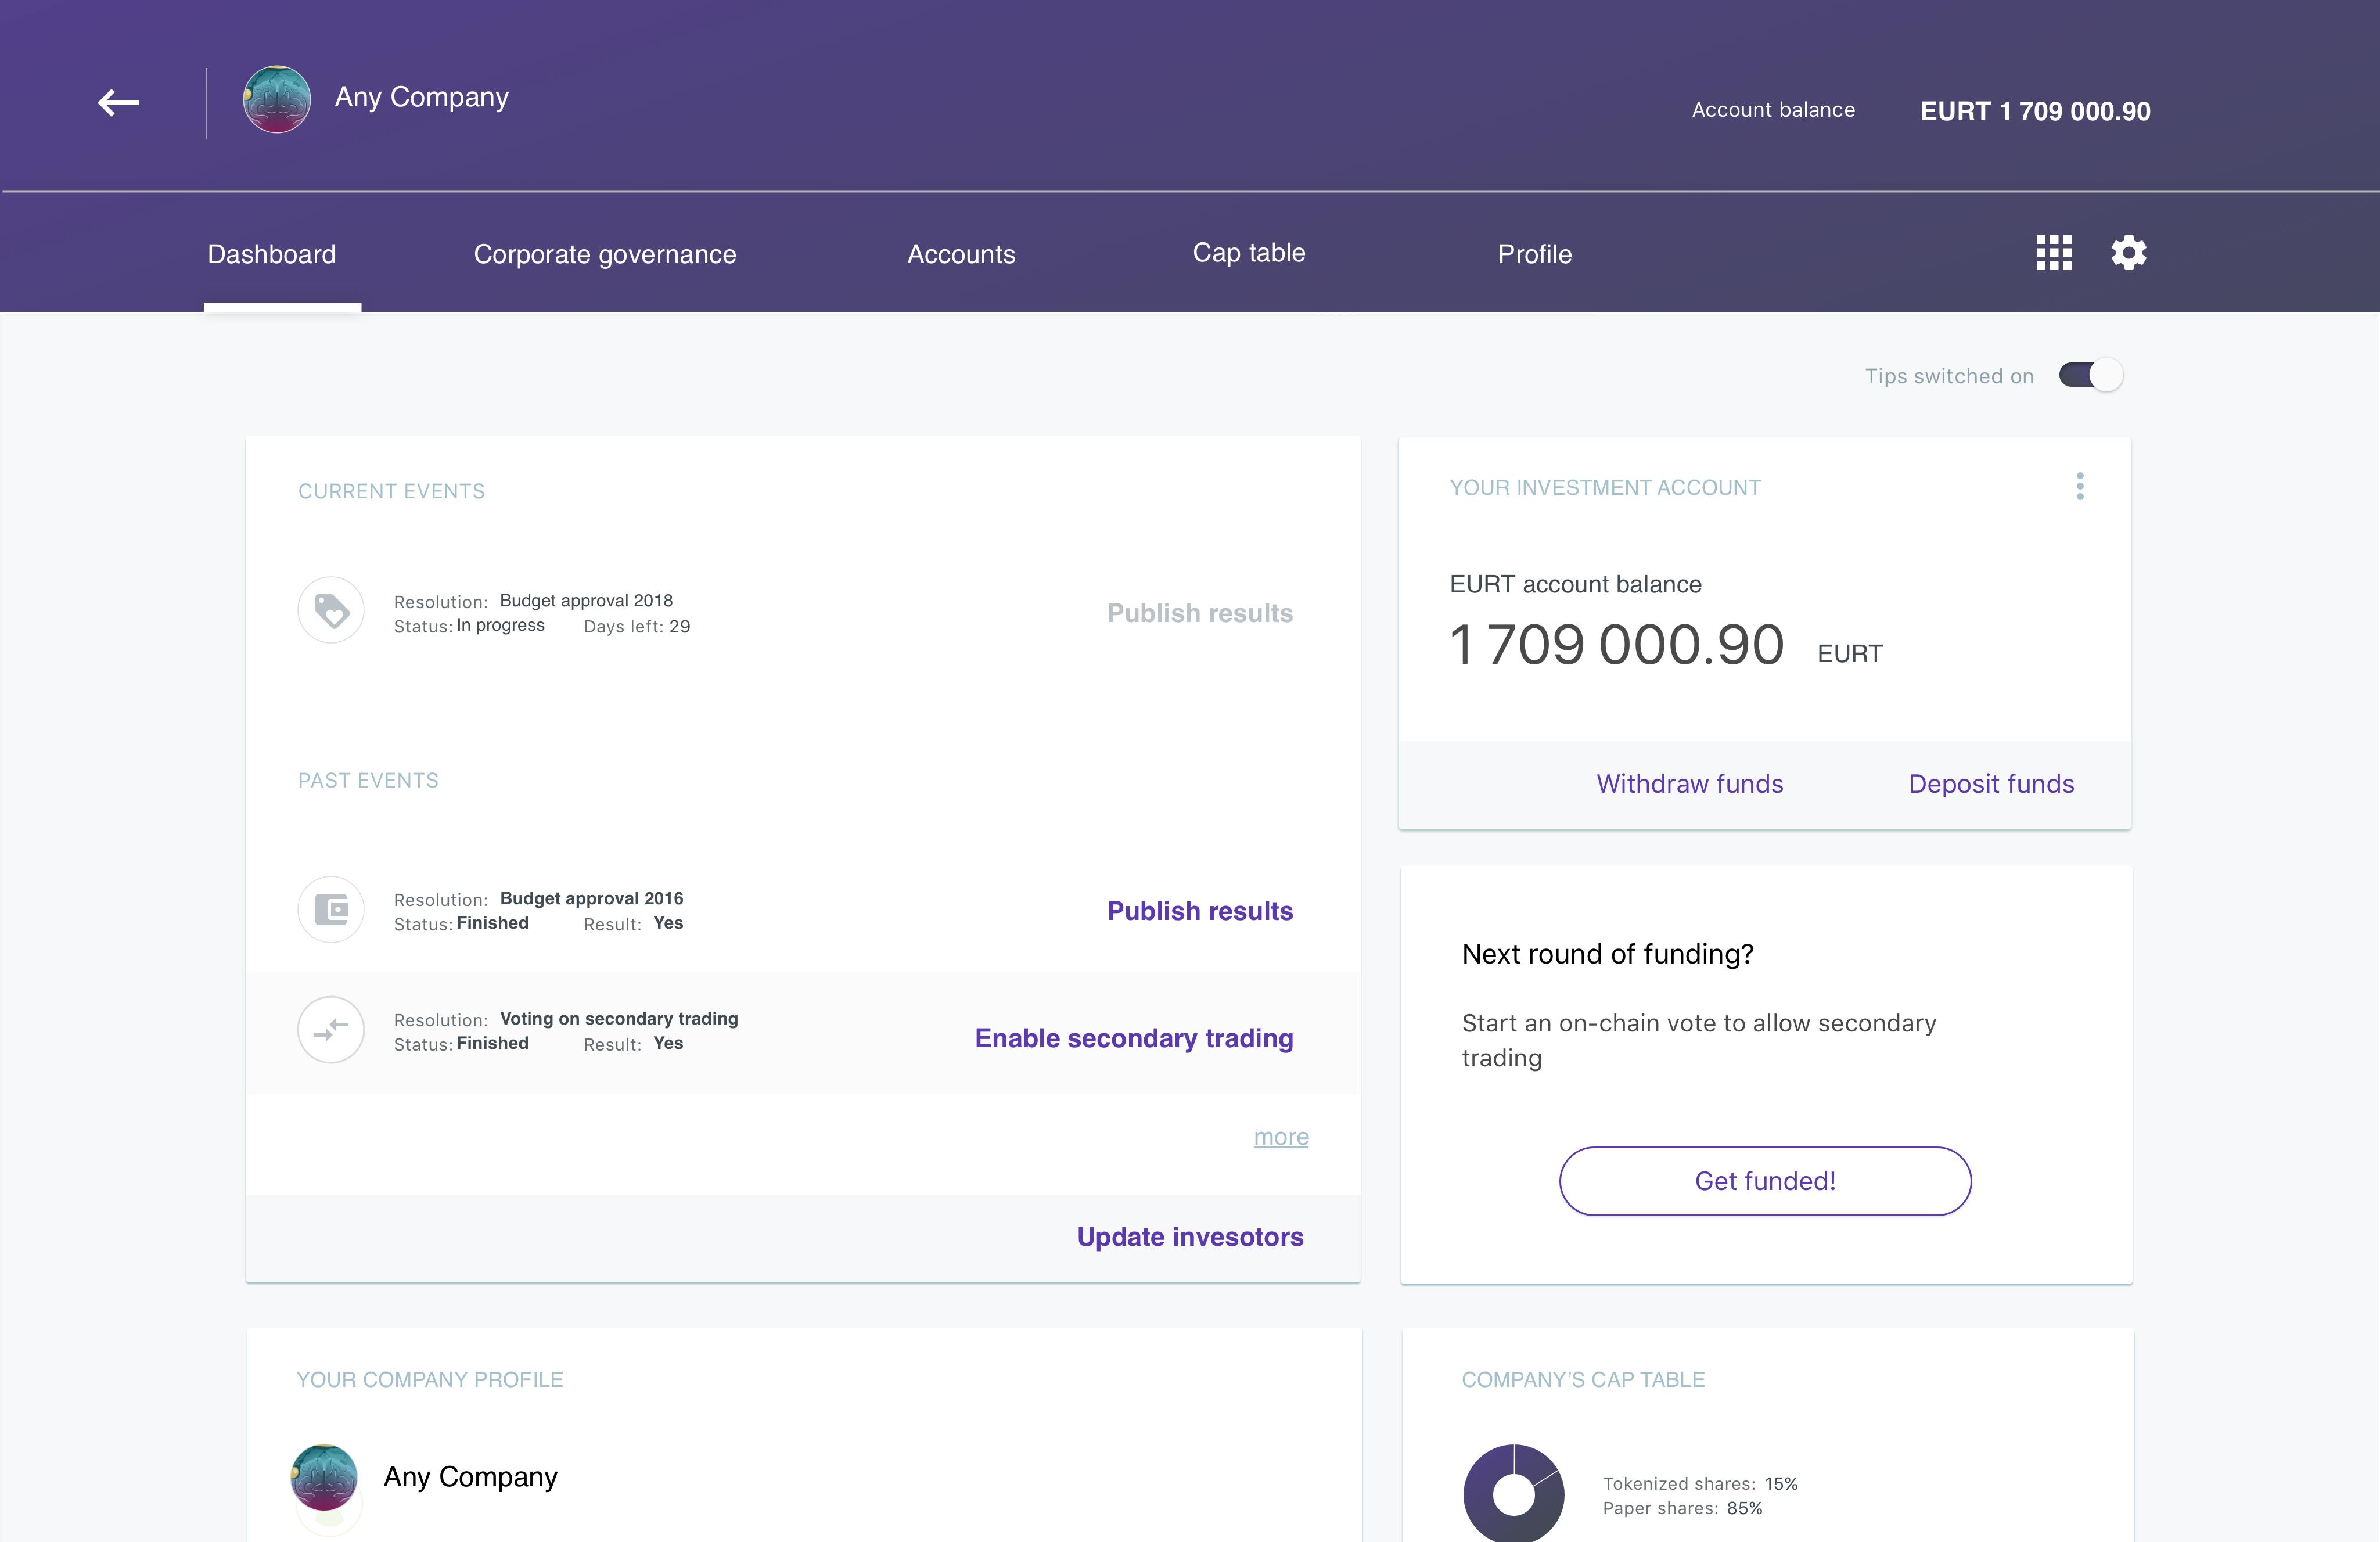 Any Company
Account balance EURT 1 709 000.90
Dashboard Corporate governance Accounts Cap table Profile
Tips switched on
CURRENT EVENTS
Resolution: Budget approval 2018
Status: In progress Days left: 29
Publish results
PAST EVENTS
Resolution: Budget approval 2016
Status: Finished Result: Yes
Publish results
Resolution: Voting on secondary trading
Status: Finished Result: Yes
Enable secondary trading
more
Update invesotors
YOUR INVESTMENT ACCOUNT
EURT account balance
1 709 000.90 EURT
Withdraw funds Deposit funds
Next round of funding?
Start an on-chain vote to allow secondary
trading
Get funded!
YOUR COMPANY PROFILE
Any Company
COMPANY’S CAP TABLE
Tokenized shares: 15%
Paper shares: 85%